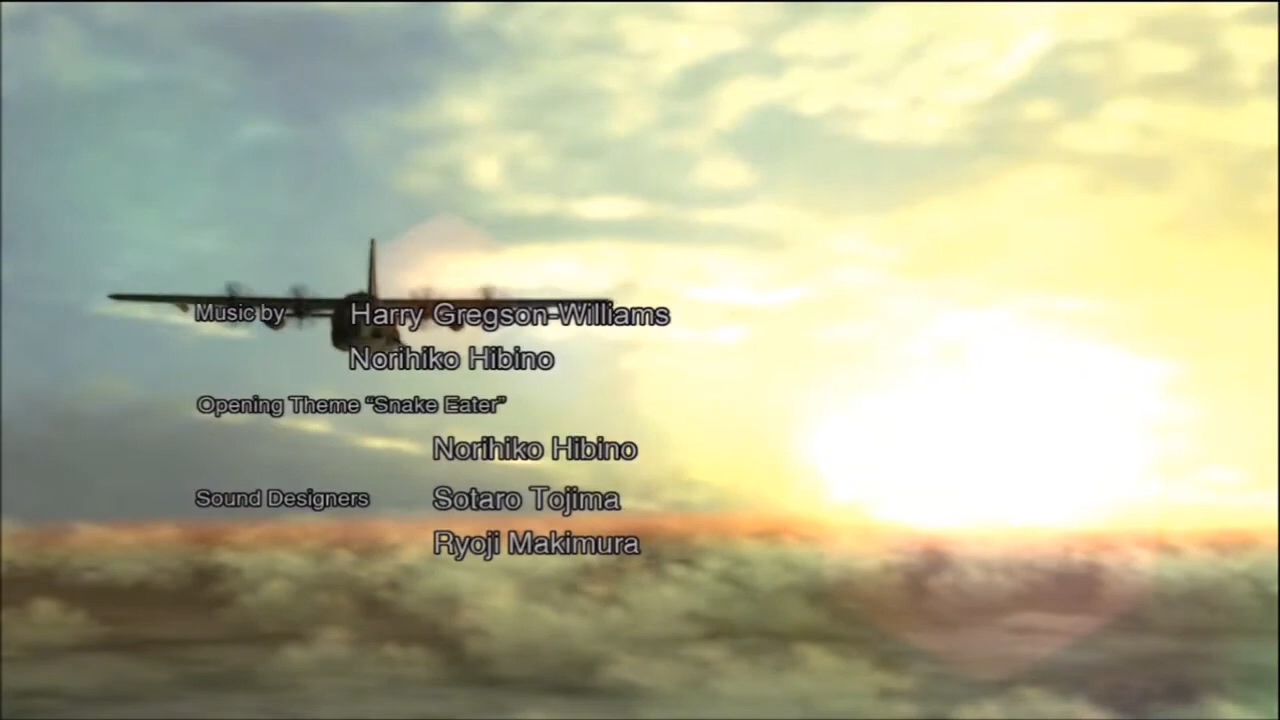 Music by Harry Gregson-Williams
Norihiko Hibino
Opening Theme “Snake Eater”
Norihiko Hibino
Sound Designers Sotaro Tojima
Ryoji Makimura